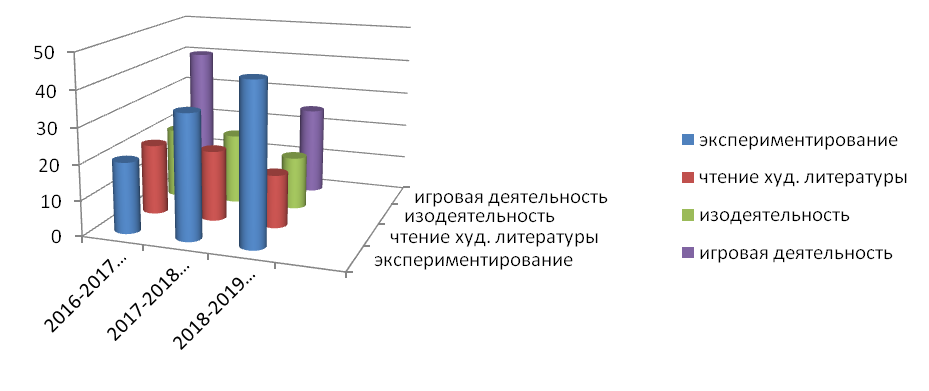 50
40
30
20
10
0
2016-2017...
2017-2018...
2018-2019...
игровая деятельность
изодеятельность
чтение худ. литературы
экспериментирование
экспериментирование
чтение худ. литературы
изодеятельность
игровая деятельность